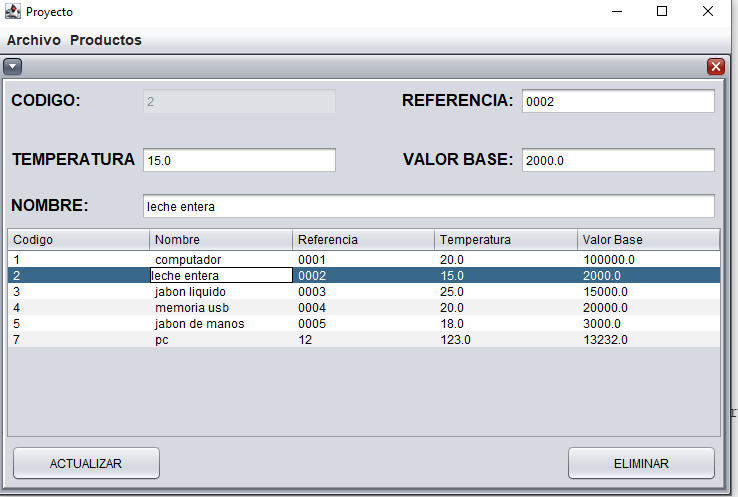 Proyecto
Archivo Productos
CODIGO: 2 REFERENCIA: 0002
TEMPERATURA 15.0 VALOR BASE: 2000.0
NOMBRE: leche entera
Codigo Nombre Referencia Temperatura Valor Base
1 computador 0001 20.0 100000.0
2 leche entera 0002 15.0 2000.0
3 jabon liquido 0003 25.0 15000.0
4 memoria usb 0004 20.0 20000.0
5 jabon de manos 0005 18.0 3000.0
7 pc 12 123.0 13232.0
r
ACTUALIZAR ELIMINAR